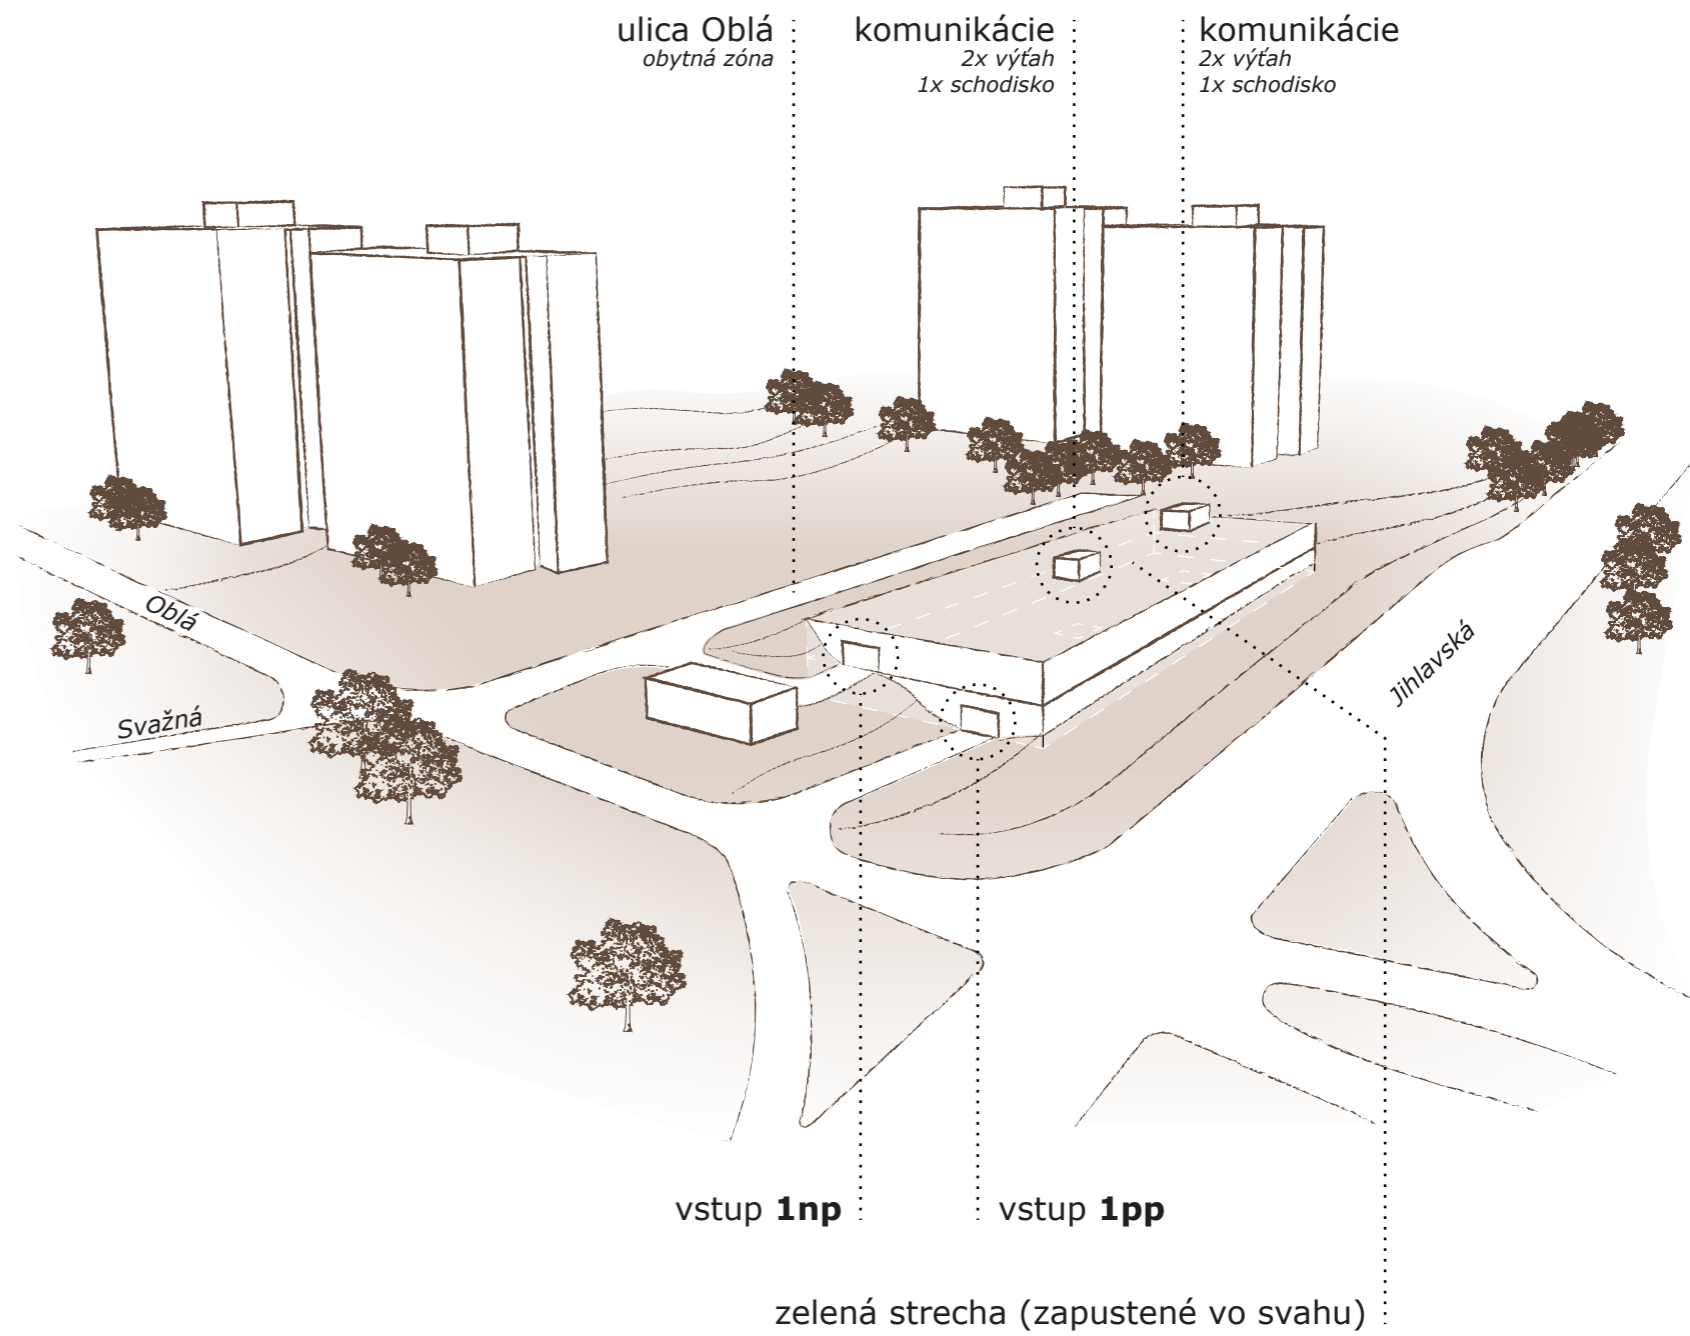 ulica Oblá
obytná zóna
komunikácie
2x výťah
1x schodisko
komunikácie
2x výťah
1x schodisko
Oblá
Svažná
Jihlavská
vstup 1np
vstup 1pp
zelená strecha (zapustené vo svahu)